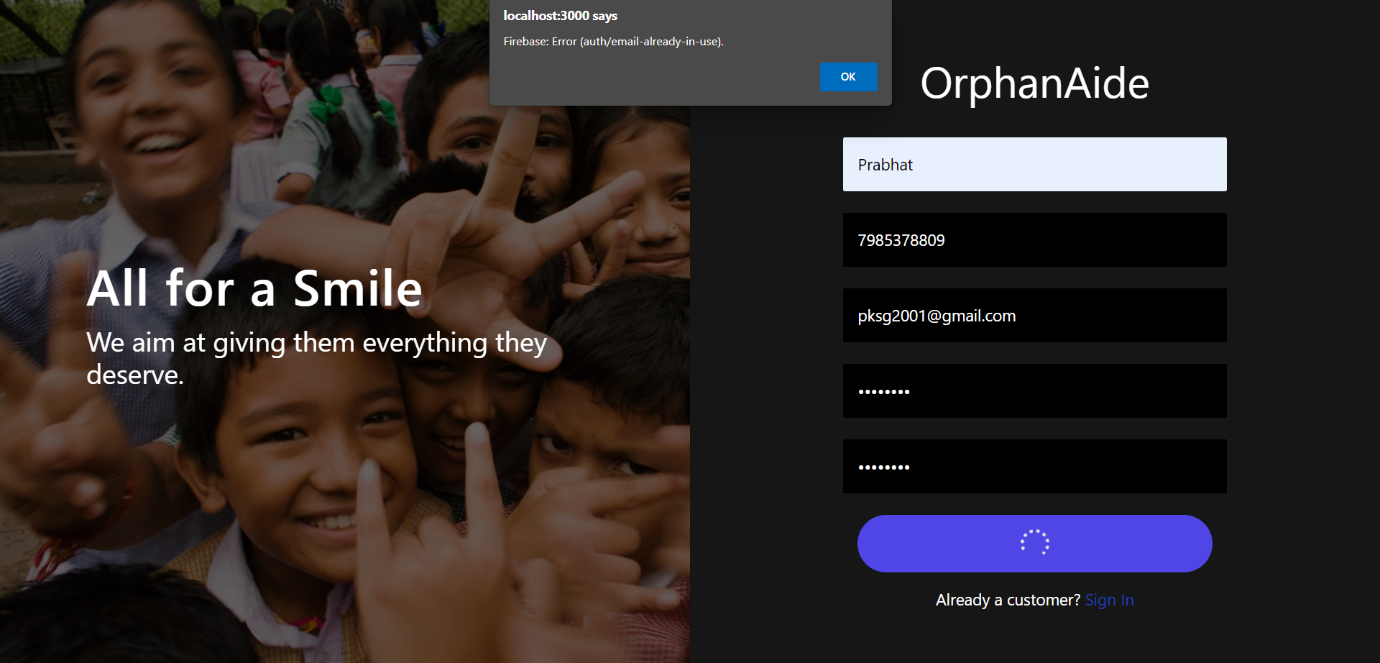 localhost:3000 says
Firebase: Error (auth/email-already-in-use).
OK
All for a Smile
We aim at giving them everything they
deserve.
OrphanAide
Prabhat
7985378809
pksg2001@gmail.com
••••••••
••••••••
Already a customer? Sign In